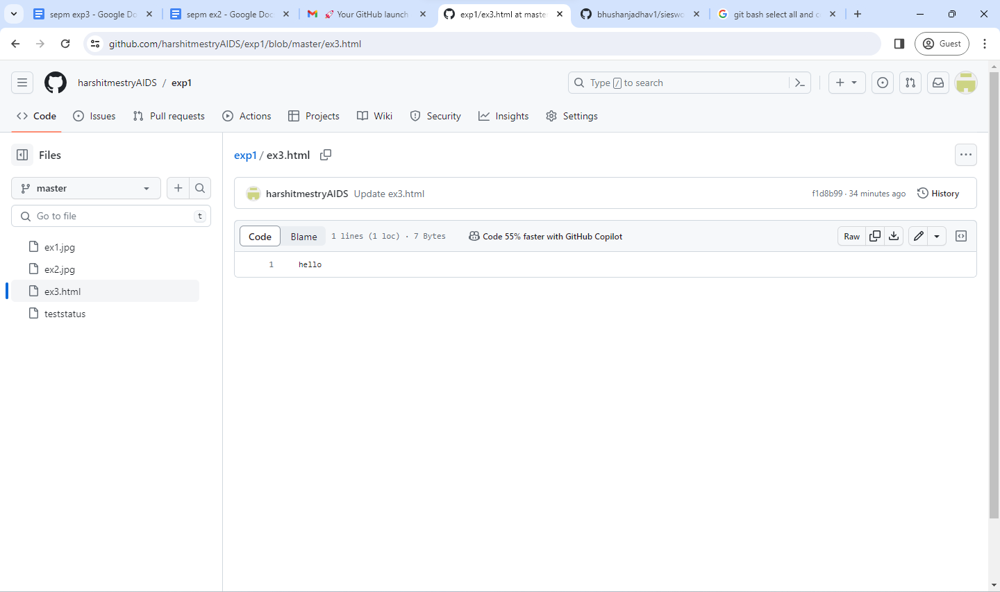 sepm exp3 - Google Do
sepm ex2 - Google Doc
🚀 Your GitHub launch
exp1/ex3.html at maste
bhushanjadhav1/sieswo
git bash select all and c
github.com/harshitmestryAIDS/exp1/blob/master/ex3.html
Guest
harshitmestryAIDS / exp1
Type / to search
Code
Issues
Pull requests
Actions
Projects
Wiki
Security
Insights
Settings
Files
exp1 / ex3.html
master
harshitmestryAIDS Update ex3.html
f1d8b99 · 34 minutes ago
History
Go to file
t
Code
Blame
1 lines (1 loc) · 7 Bytes
Code 55% faster with GitHub Copilot
Raw
ex1.jpg
1 hello
ex2.jpg
ex3.html
teststatus